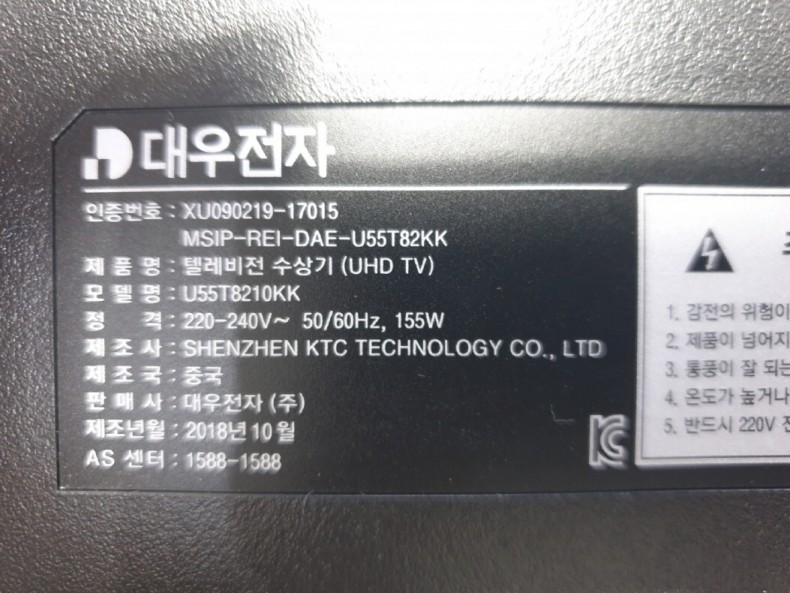 대우전자
인증번호 : XU090219-17015
MSIP-REI-DAE-U55T82KK
제 품 명 : 텔레비전 수상기 (UHD TV)
모 델 명 : U55T8210KK
정 격 : 220-240V~ 50/60Hz, 155W
제 조 사 : SHENZHEN KTC TECHNOLOGY CO., LTD
제 조 국 : 중국
판 매 사 : 대우전자 (주)
제조년월 : 2018년 10월
AS 센터 : 1588-1588
1. 감전의 위험이
2. 제품이 넘어지
3. 통풍이 잘 되는
4. 온도가 높거나
5. 반드시 220V